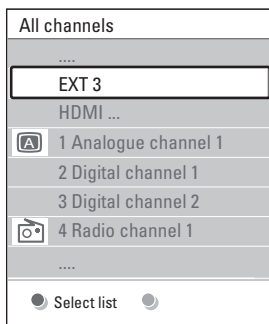 All channels
....
EXT 3
HDMI ...
A 1 Analogue channel 1
2 Digital channel 1
3 Digital channel 2
4 Radio channel 1
....
Select list